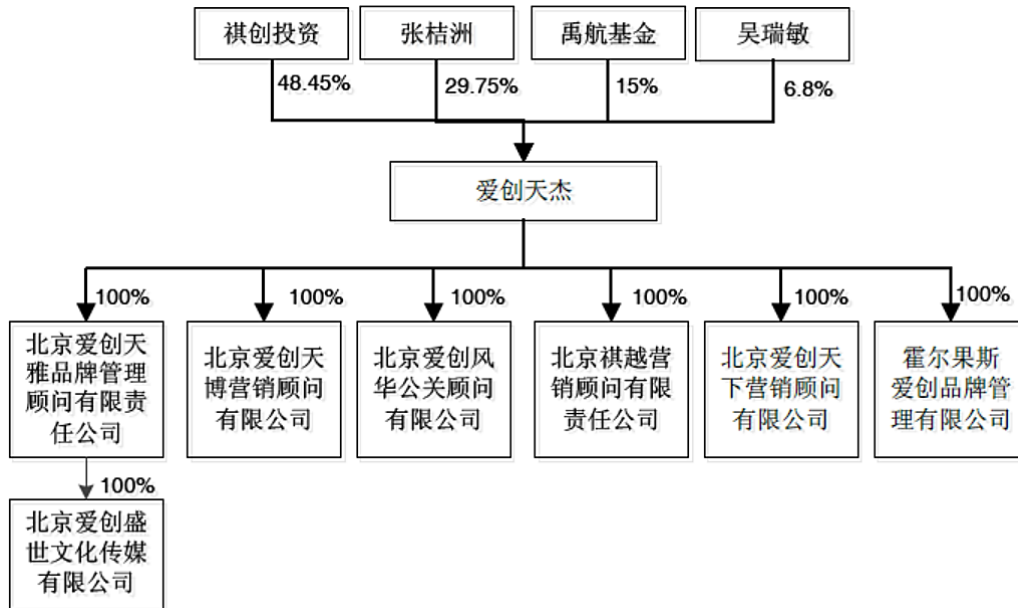 祺创投资
张桔洲
禹航基金
吴瑞敏
48.45%
29.75%
15%
6.8%
爱创天杰
100%
100%
100%
100%
100%
100%
北京爱创天
雅品牌管理
顾问有限责
任公司
北京爱创天
博营销顾问
有限公司
北京爱创风
华公关顾问
有限公司
北京祺越营
销顾问有限
责任公司
北京爱创天
下营销顾问
有限公司
霍尔果斯
爱创品牌管
理有限公司
100%
北京爱创盛
世文化传媒
有限公司